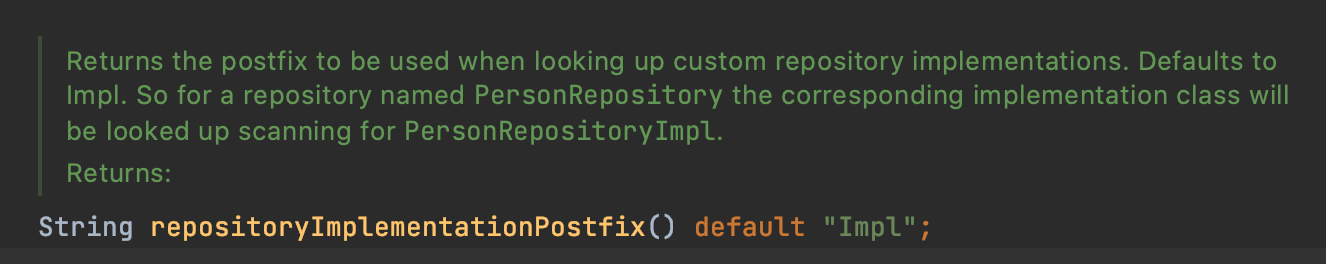 Returns the postfix to be used when looking up custom repository implementations. Defaults to
Impl. So for a repository named PersonRepository the corresponding implementation class will
be looked up scanning for PersonRepositoryImpl.
Returns:
String repositoryImplementationPostfix() default "Impl";